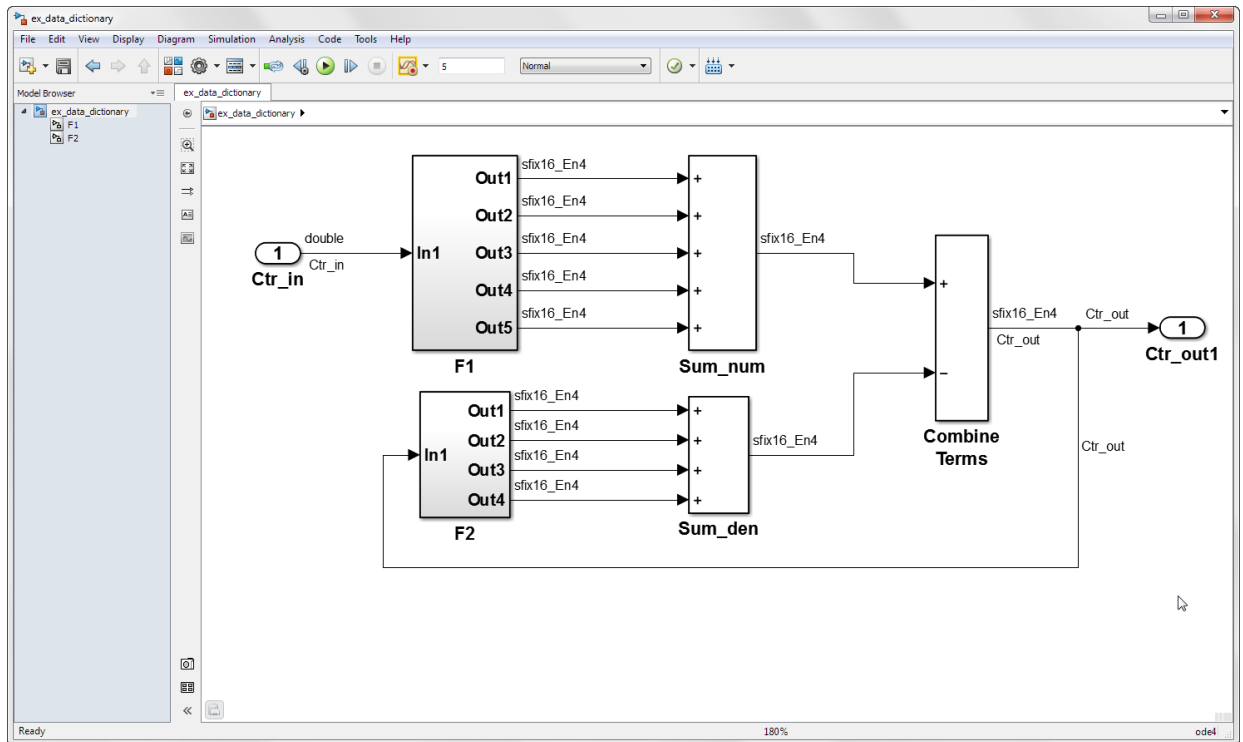 ex_data_dictionary
File Edit View Display Diagram Simulation Analysis Code Tools Help
5 Normal
Model Browser
ex_data_dictionary
ex_data_dictionary
F1
F2
ex_data_dictionary
double
1
Ctr_in
Ctr_in
In1
Out1
Out2
Out3
Out4
Out5
F1
sfix16_En4
sfix16_En4
sfix16_En4
sfix16_En4
sfix16_En4
+
+
+
+
+
Sum_num
sfix16_En4
In1
Out1
Out2
Out3
Out4
F2
sfix16_En4
sfix16_En4
sfix16_En4
sfix16_En4
+
+
+
+
Sum_den
sfix16_En4
+
−
Combine
Terms
sfix16_En4
Ctr_out
Ctr_out
1
Ctr_out1
Ctr_out
Ready 180% ode4